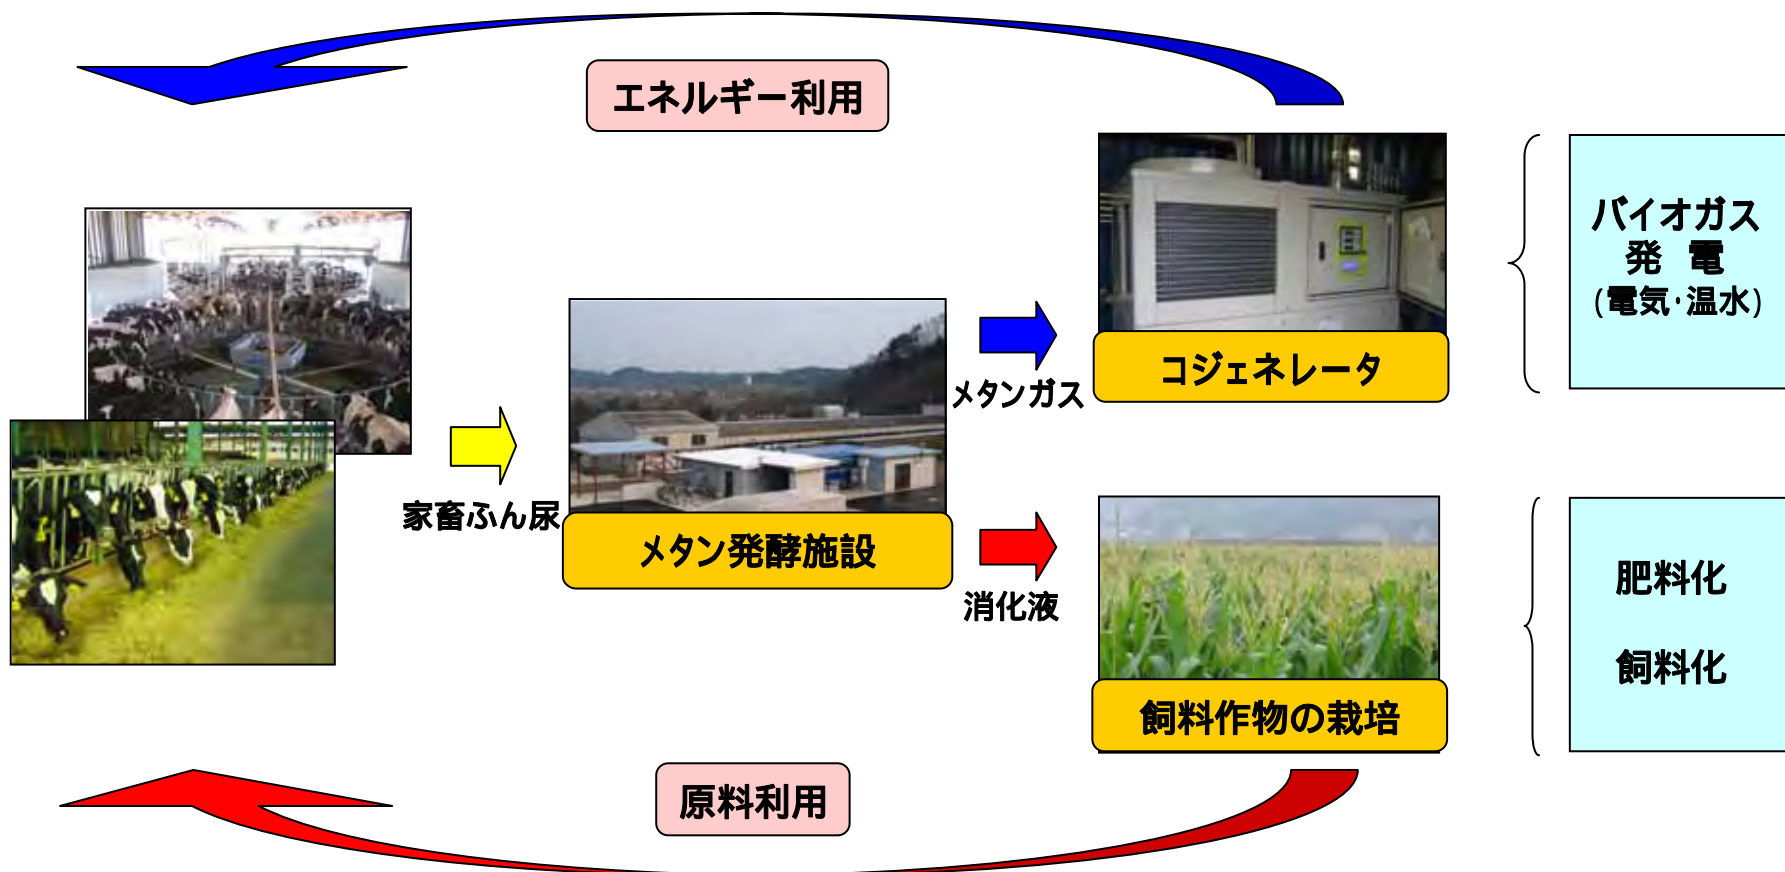 エネルギー利用
バイオガス
発 電
(電気・温水)
コジェネレータ
メタンガス
家畜ふん尿
メタン発酵施設
消化液
肥料化
飼料化
飼料作物の栽培
原料利用